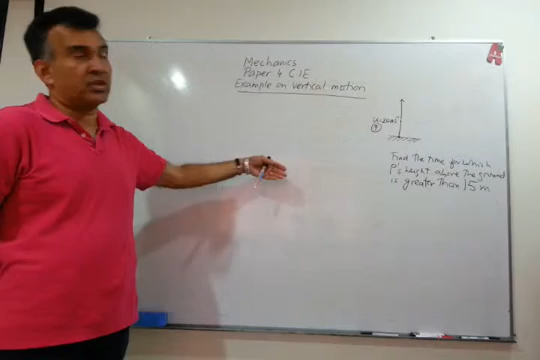 Mechanics
Paper 4 CIE
Example on vertical motion
P
Find the time for which
P's height above the ground
is greater than 15 m